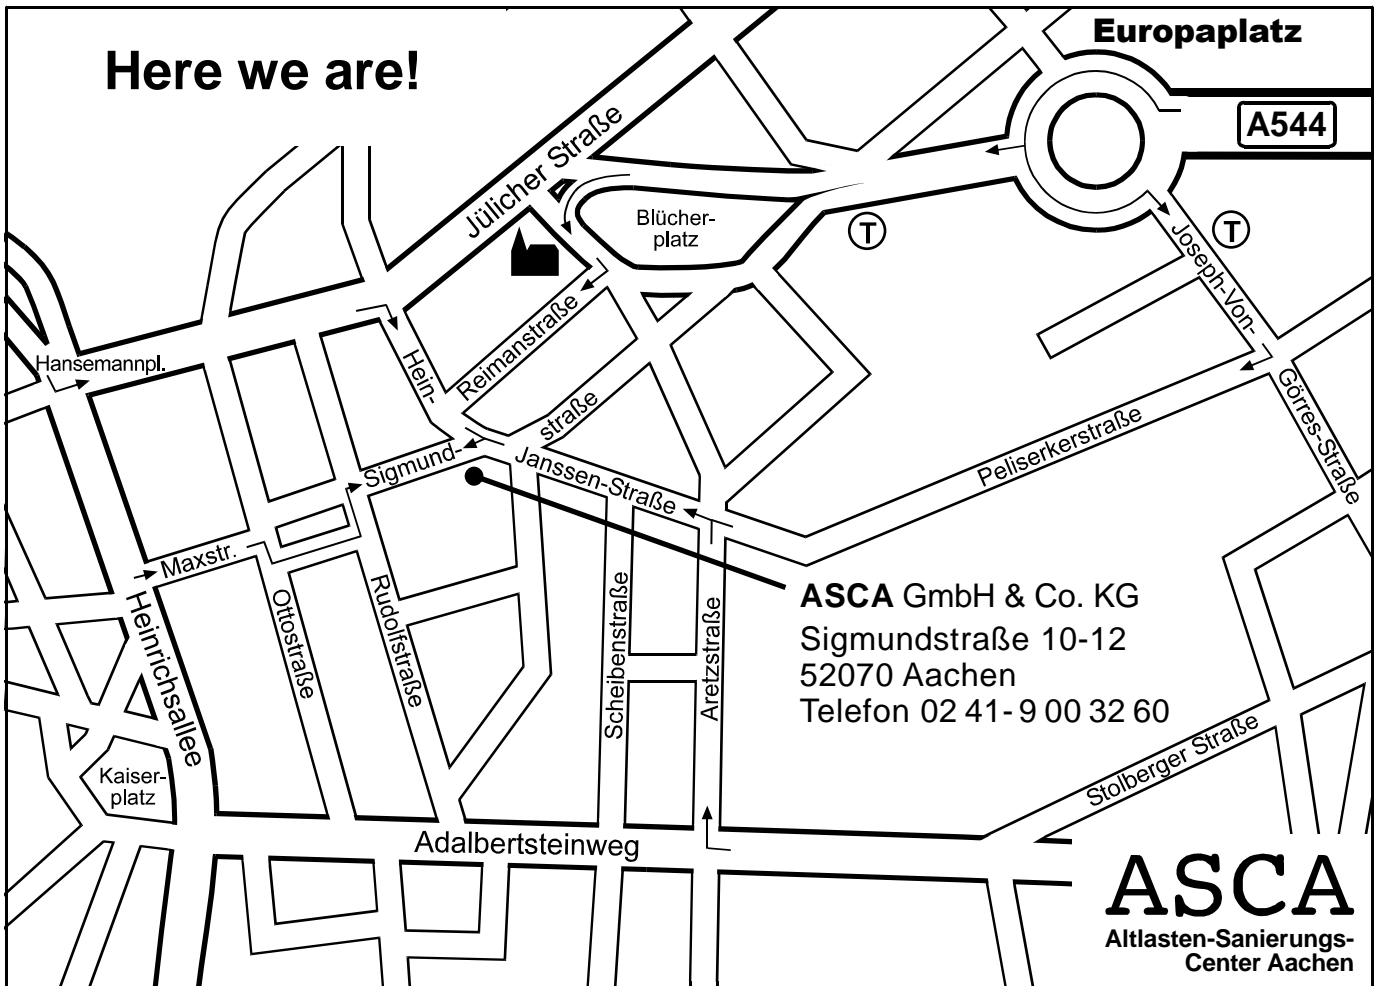 Here we are!
Europaplatz
A544
Jülicher Straße
Blücher-
platz
T
T
Joseph-Von-
Görres-Straße
Hansemannpl.
Hein-
Reimanstraße
straße
Sigmund-
Janssen-Straße
Peliserkerstraße
Maxstr.
Heinrichsallee
Ottostraße
Rudolfstraße
Scheibenstraße
Aretzstraße
ASCA GmbH & Co. KG
Sigmundstraße 10-12
52070 Aachen
Telefon 02 41-9 00 32 60
Stolberger Straße
Kaiser-
platz
Adalbertsteinweg
ASCA
Altlasten-Sanierungs-
Center Aachen